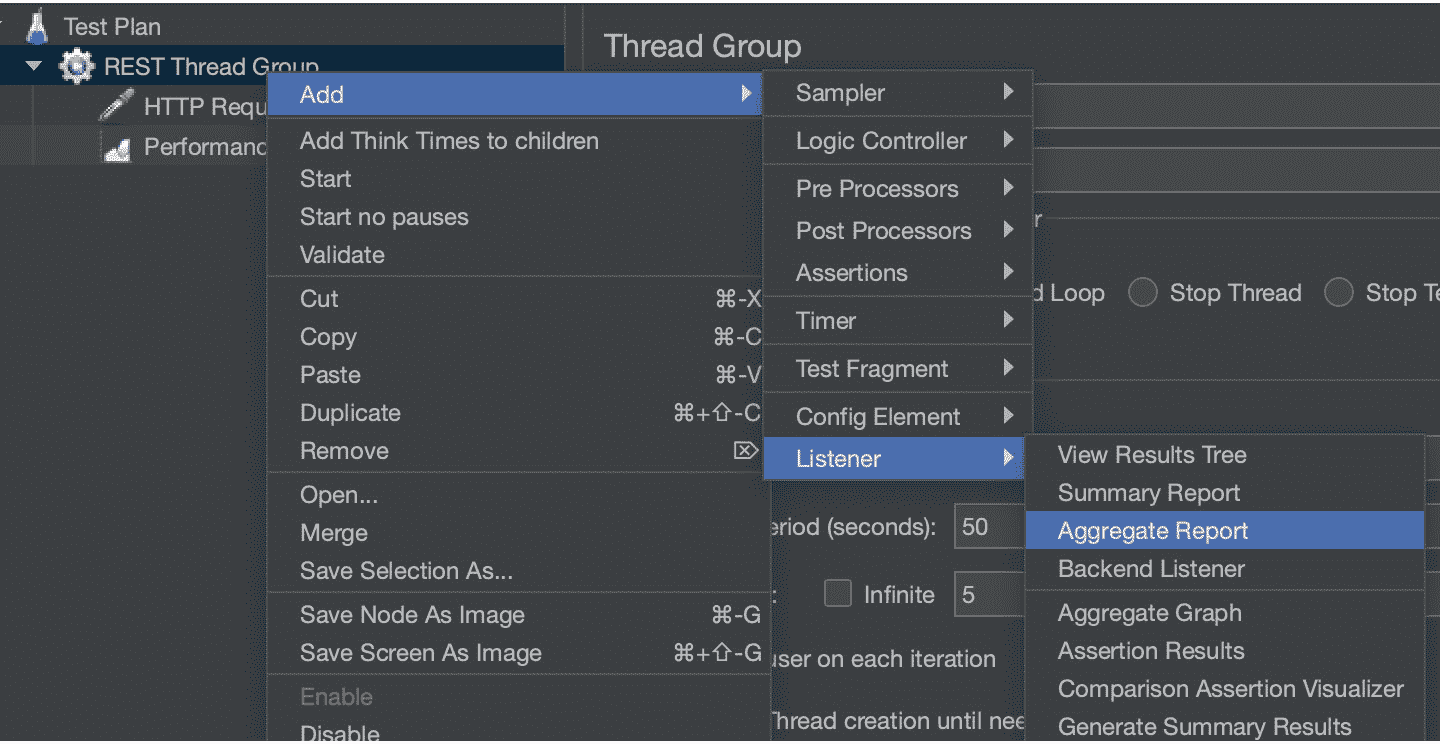 Test Plan
REST Thread Group
HTTP Requ
Performanc
Thread Group
Add
Add Think Times to children
Start
Start no pauses
Validate
Cut ⌘-X
Copy ⌘-C
Paste ⌘-V
Duplicate ⌘+⇧-C
Remove ⌦
Open...
Merge
Save Selection As...
Save Node As Image ⌘-G
Save Screen As Image ⌘+⇧-G
Enable
Disable
Sampler
Logic Controller
Pre Processors
Post Processors
Assertions
Timer
Test Fragment
Config Element
Listener
View Results Tree
Summary Report
Aggregate Report
Backend Listener
Aggregate Graph
Assertion Results
Comparison Assertion Visualizer
Generate Summary Results
r
d Loop Stop Thread Stop Te
eriod (seconds): 50
: Infinite 5
user on each iteration
Thread creation until nee